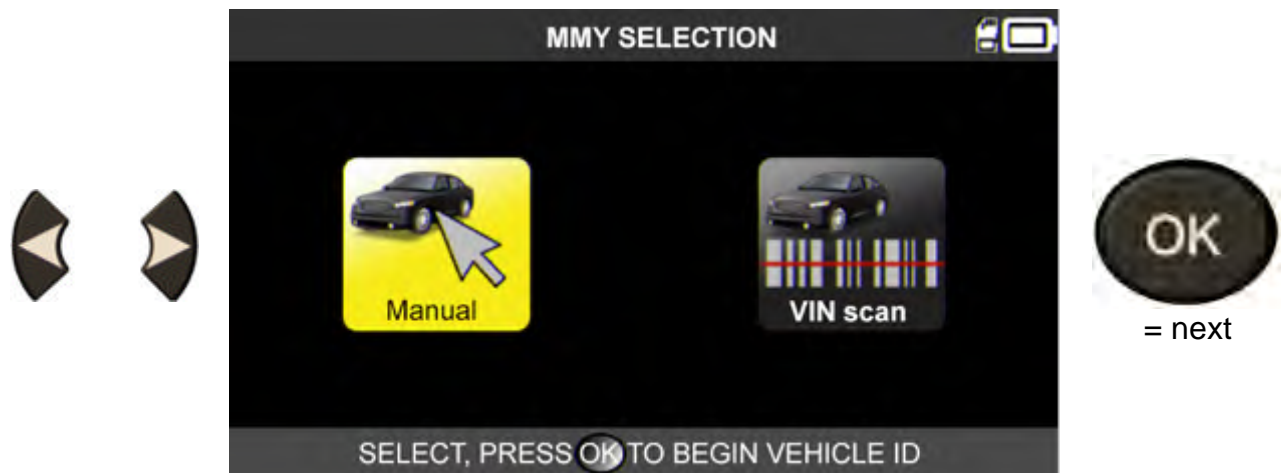 MMY SELECTION
Manual
VIN scan
OK
= next
SELECT, PRESS OK TO BEGIN VEHICLE ID